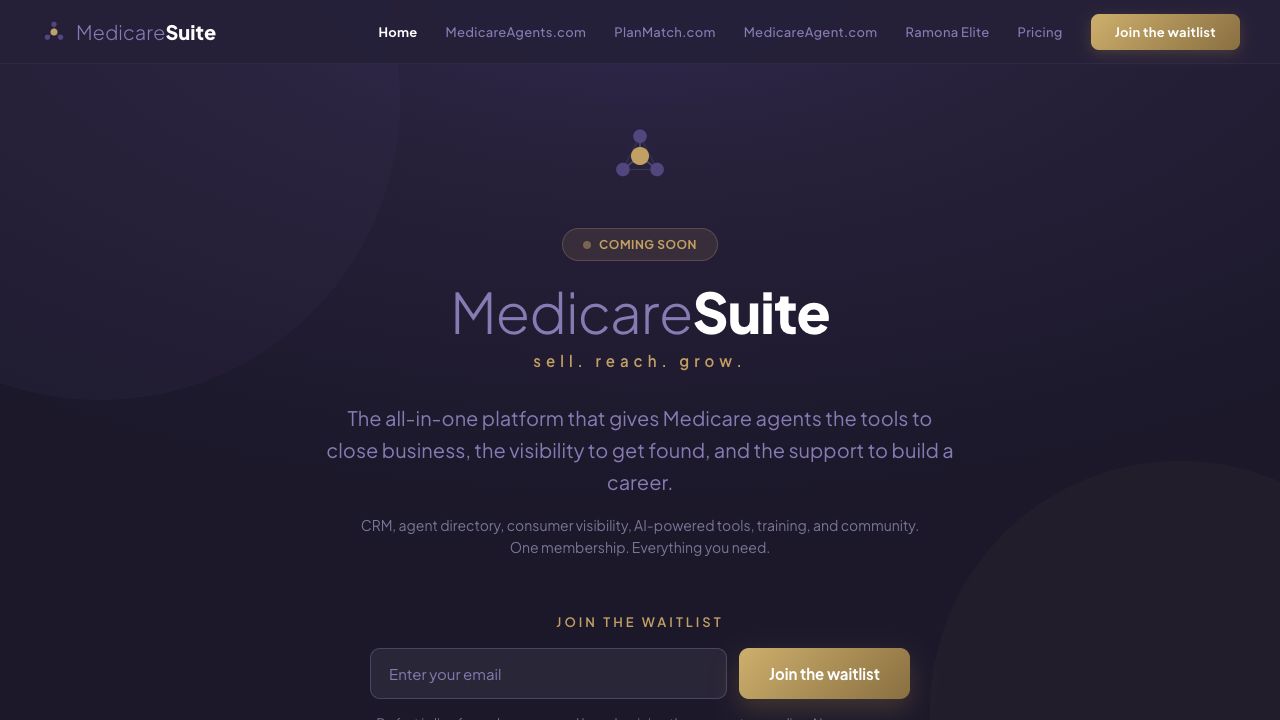 MedicareSuite
Home
MedicareAgents.com
PlanMatch.com
MedicareAgent.com
Ramona Elite
Pricing
Join the waitlist
COMING SOON
MedicareSuite
sell. reach. grow.
The all-in-one platform that gives Medicare agents the tools to
close business, the visibility to get found, and the support to build a
career.
CRM, agent directory, consumer visibility, AI-powered tools, training, and community.
One membership. Everything you need.
JOIN THE WAITLIST
Enter your email
Join the waitlist